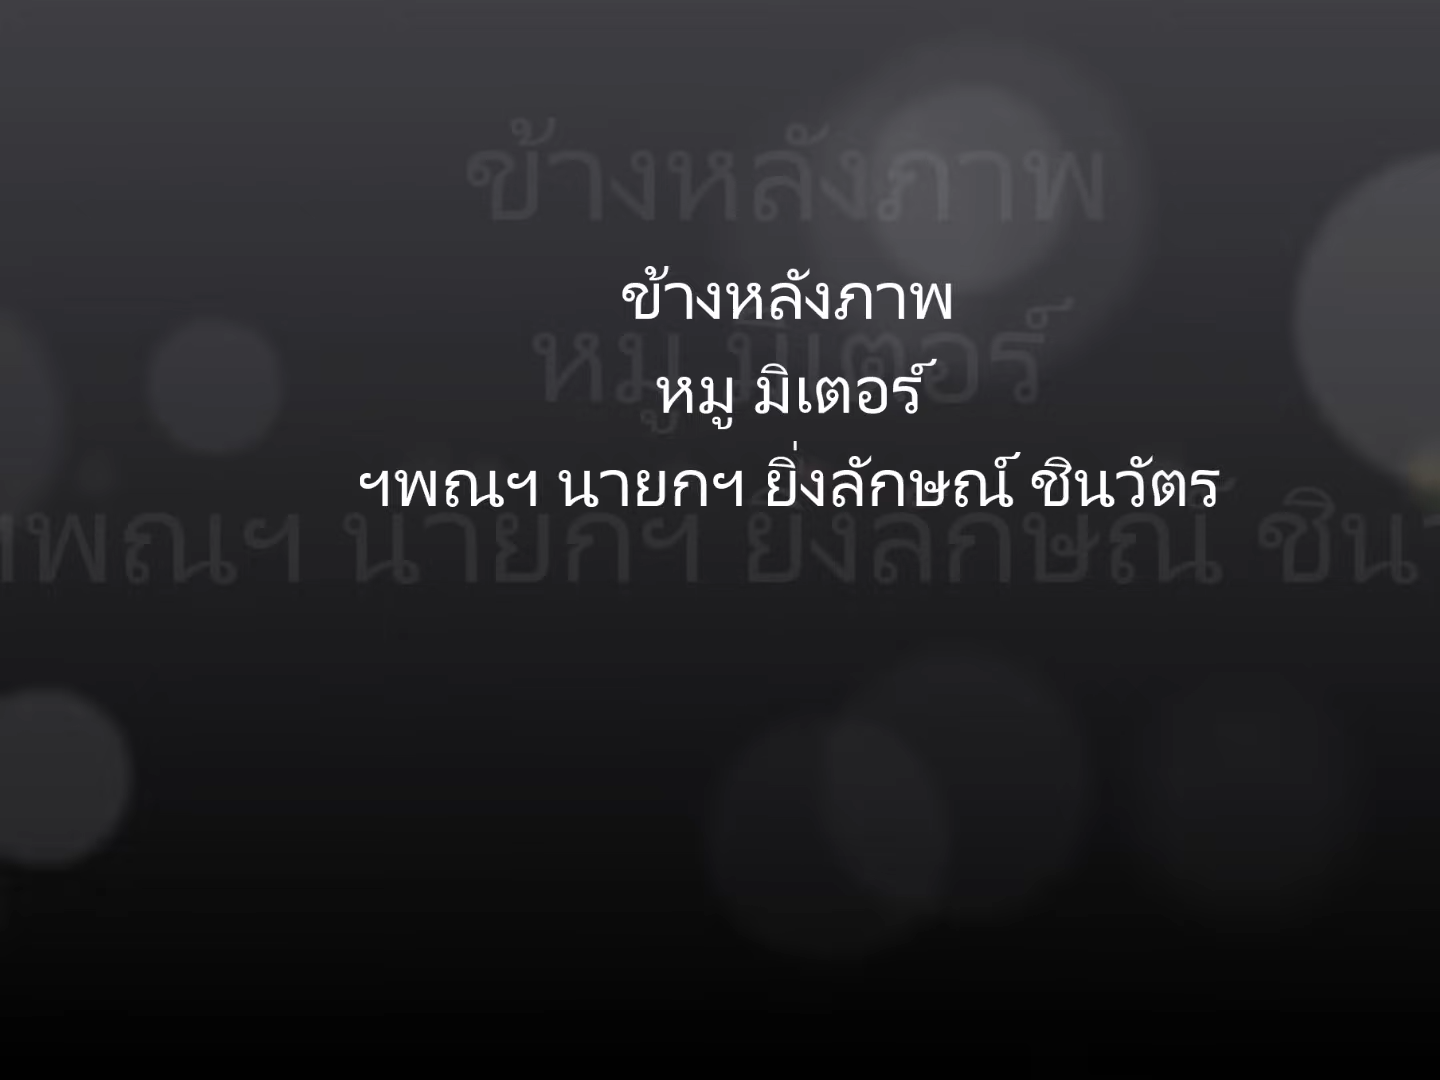 ข้างหลังภาพ
หมู มิเตอร์
ฯพณฯ นายกฯ ยิ่งลักษณ์ ชินวัตร